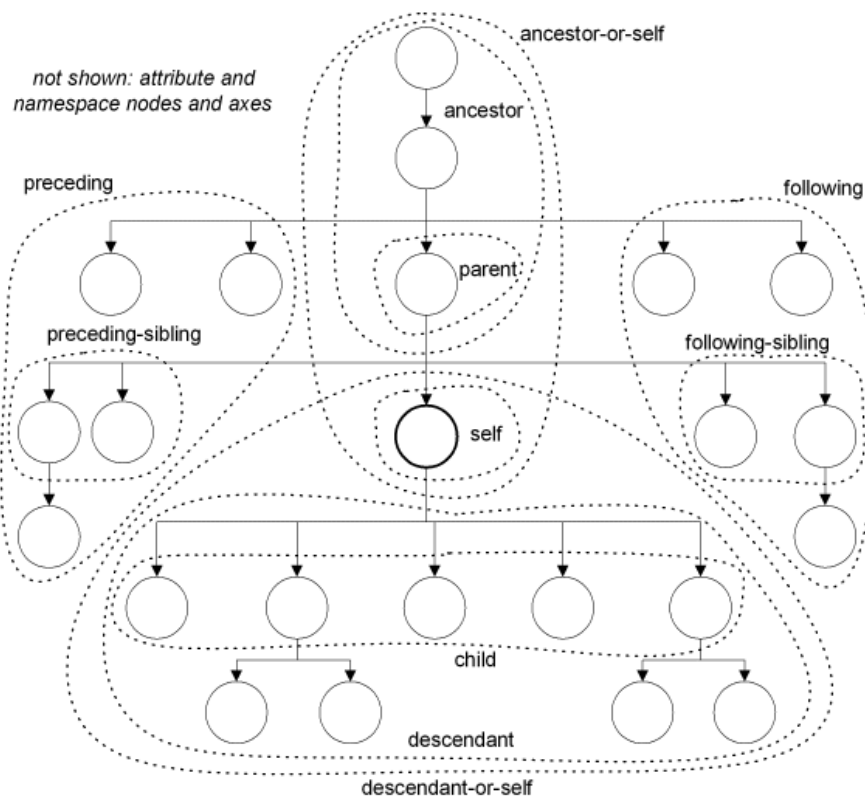 ancestor-or-self
not shown: attribute and
namespace nodes and axes
ancestor
preceding
following
parent
preceding-sibling
following-sibling
self
child
descendant
descendant-or-self